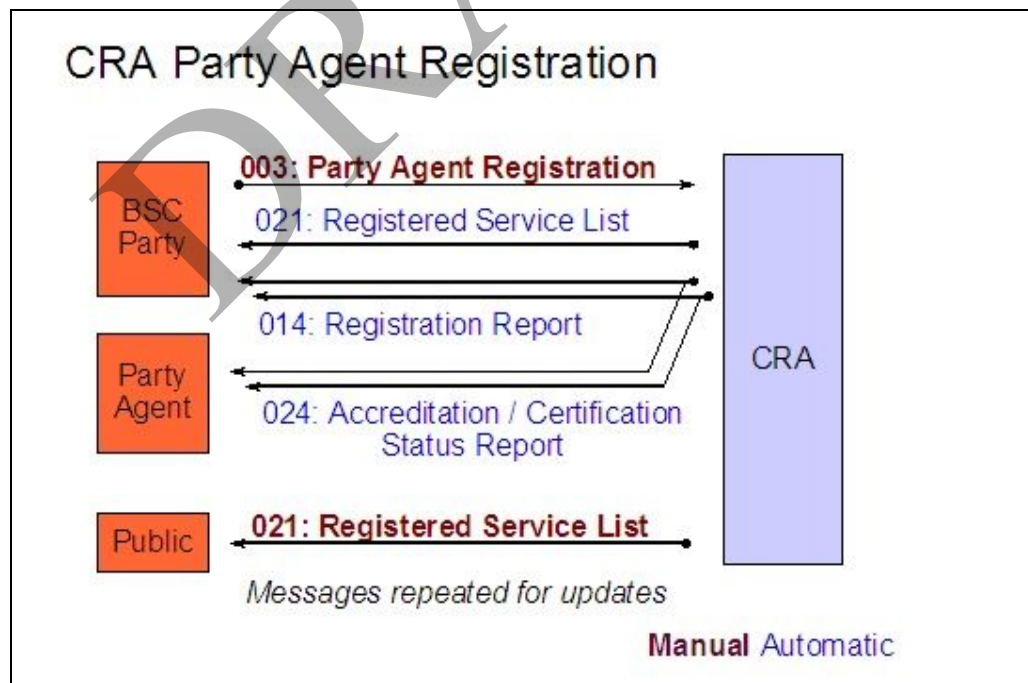 CRA Party Agent Registration
003: Party Agent Registration
BSC
Party
021: Registered Service List
014: Registration Report
CRA
Party
Agent
024: Accreditation / Certification
Status Report
021: Registered Service List
Public
Messages repeated for updates
Manual Automatic